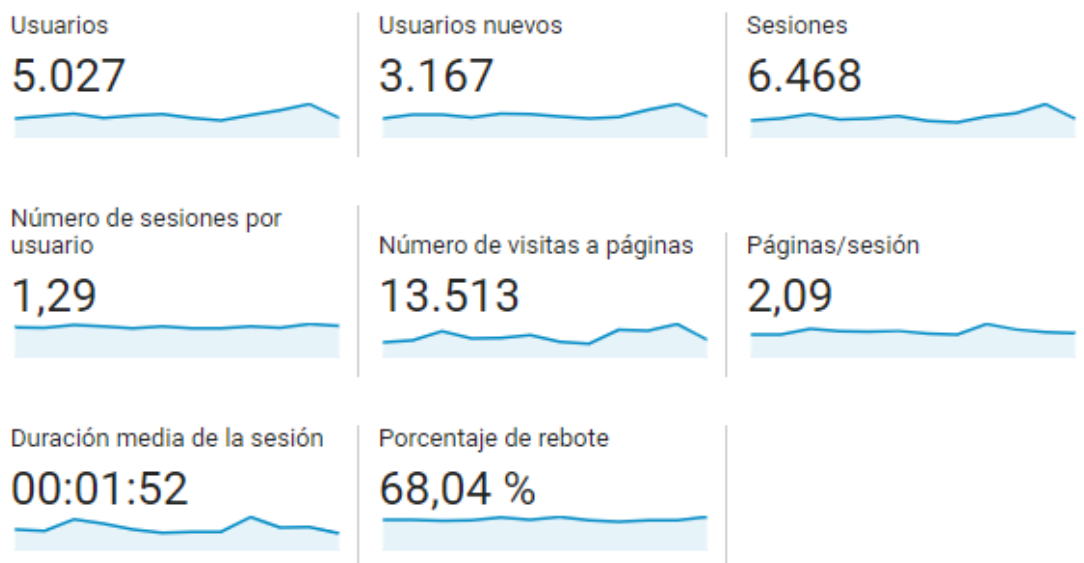 Usuarios
5.027
Usuarios nuevos
3.167
Sesiones
6.468
Número de sesiones por
usuario
1,29
Número de visitas a páginas
13.513
Páginas/sesión
2,09
Duración media de la sesión
00:01:52
Porcentaje de rebote
68,04 %